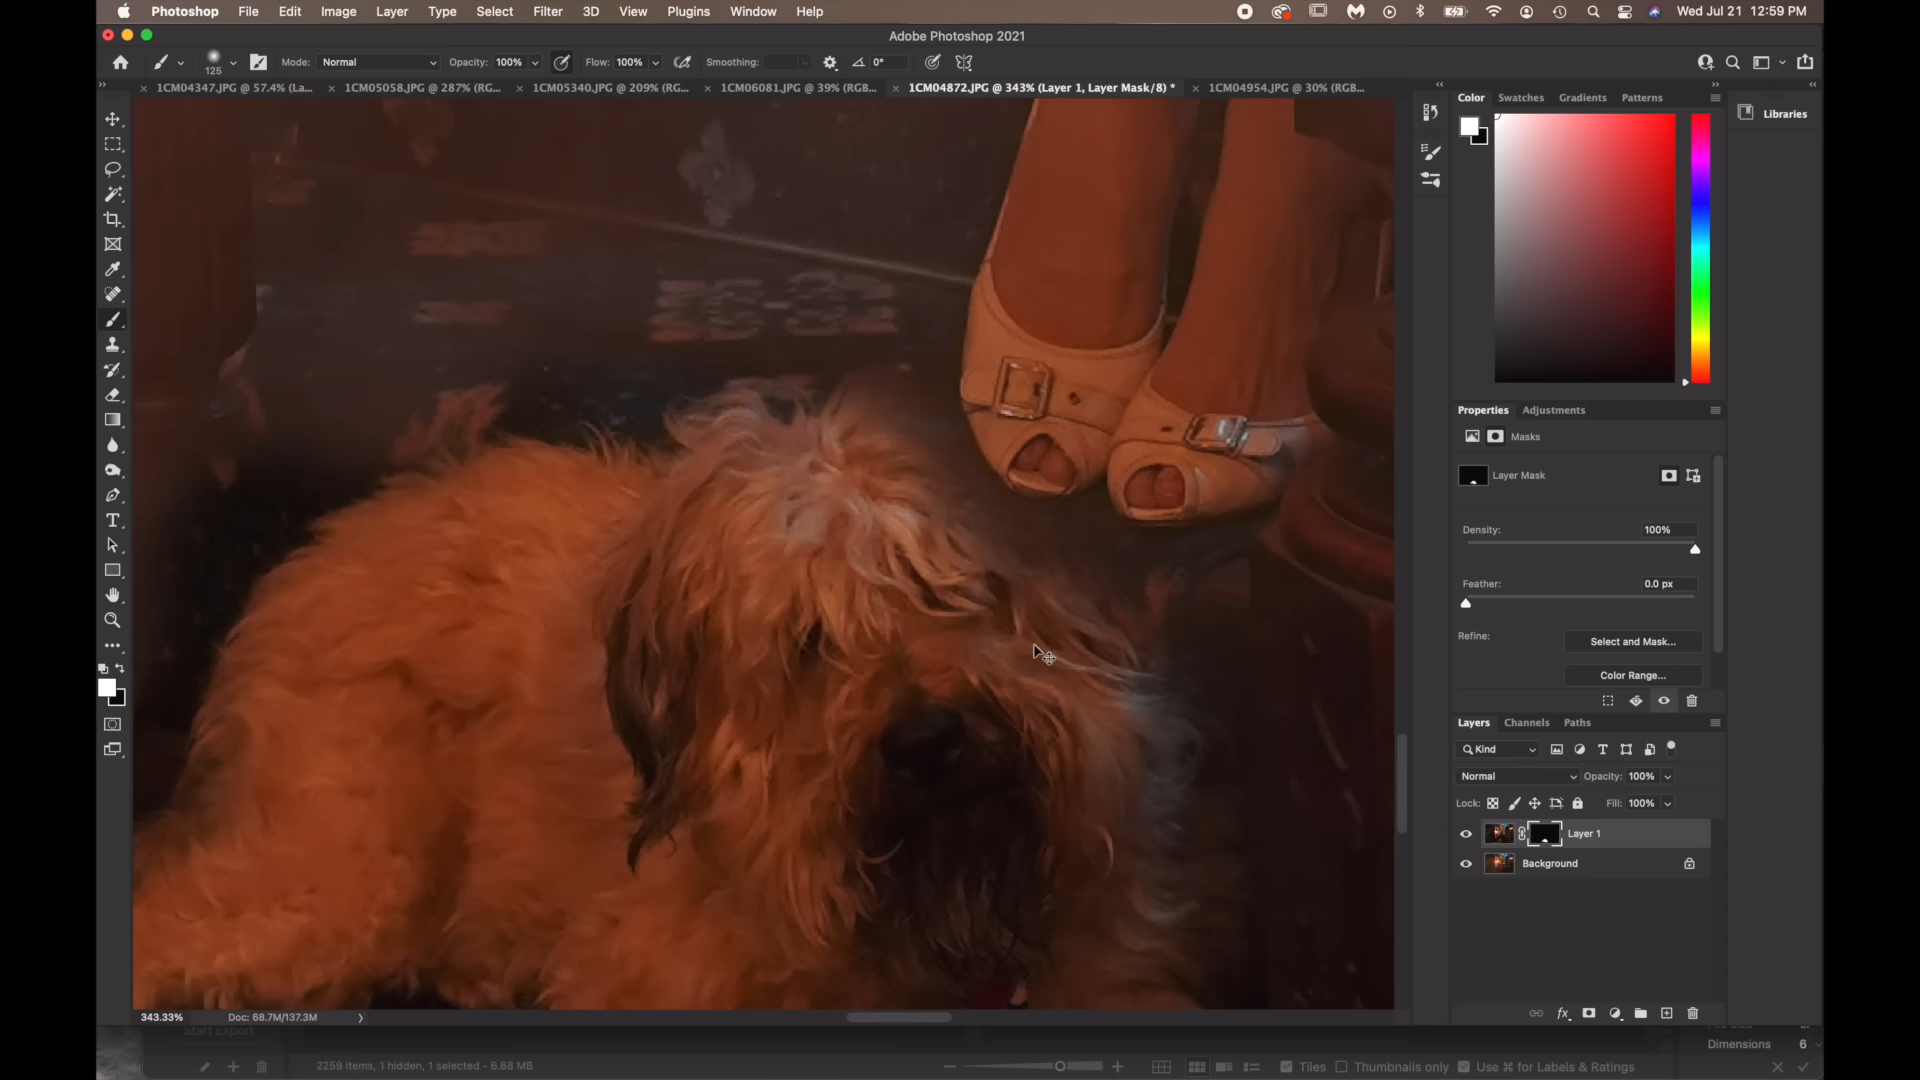 Photoshop File Edit Image Layer Type Select Filter 3D View Plugins Window Help Wed Jul 21 12:59 PM
Adobe Photoshop 2021
125 Mode: Normal Opacity: 100% Flow: 100% Smoothing: 0°
1CM04347.JPG @ 57.4% (La... 1CM05058.JPG @ 287% (RG... 1CM05340.JPG @ 209% (RG... 1CM06081.JPG @ 39% (RGB... 1CM04872.JPG @ 343% (Layer 1, Layer Mask/8) * 1CM04954.JPG @ 30% (RGB...
Color Swatches Gradients Patterns
Libraries
Properties Adjustments
Masks
Layer Mask
Density: 100%
Feather: 0.0 px
Refine: Select and Mask...
Color Range...
Layers Channels Paths
Kind
Normal Opacity: 100%
Lock: Fill: 100%
Layer 1
Background
343.33% Doc: 68.7M/137.3M
Start Export
Dimensions 6
2259 items, 1 hidden, 1 selected - 6.88 MB Tiles Thumbnails only Use ⌘ for Labels & Ratings